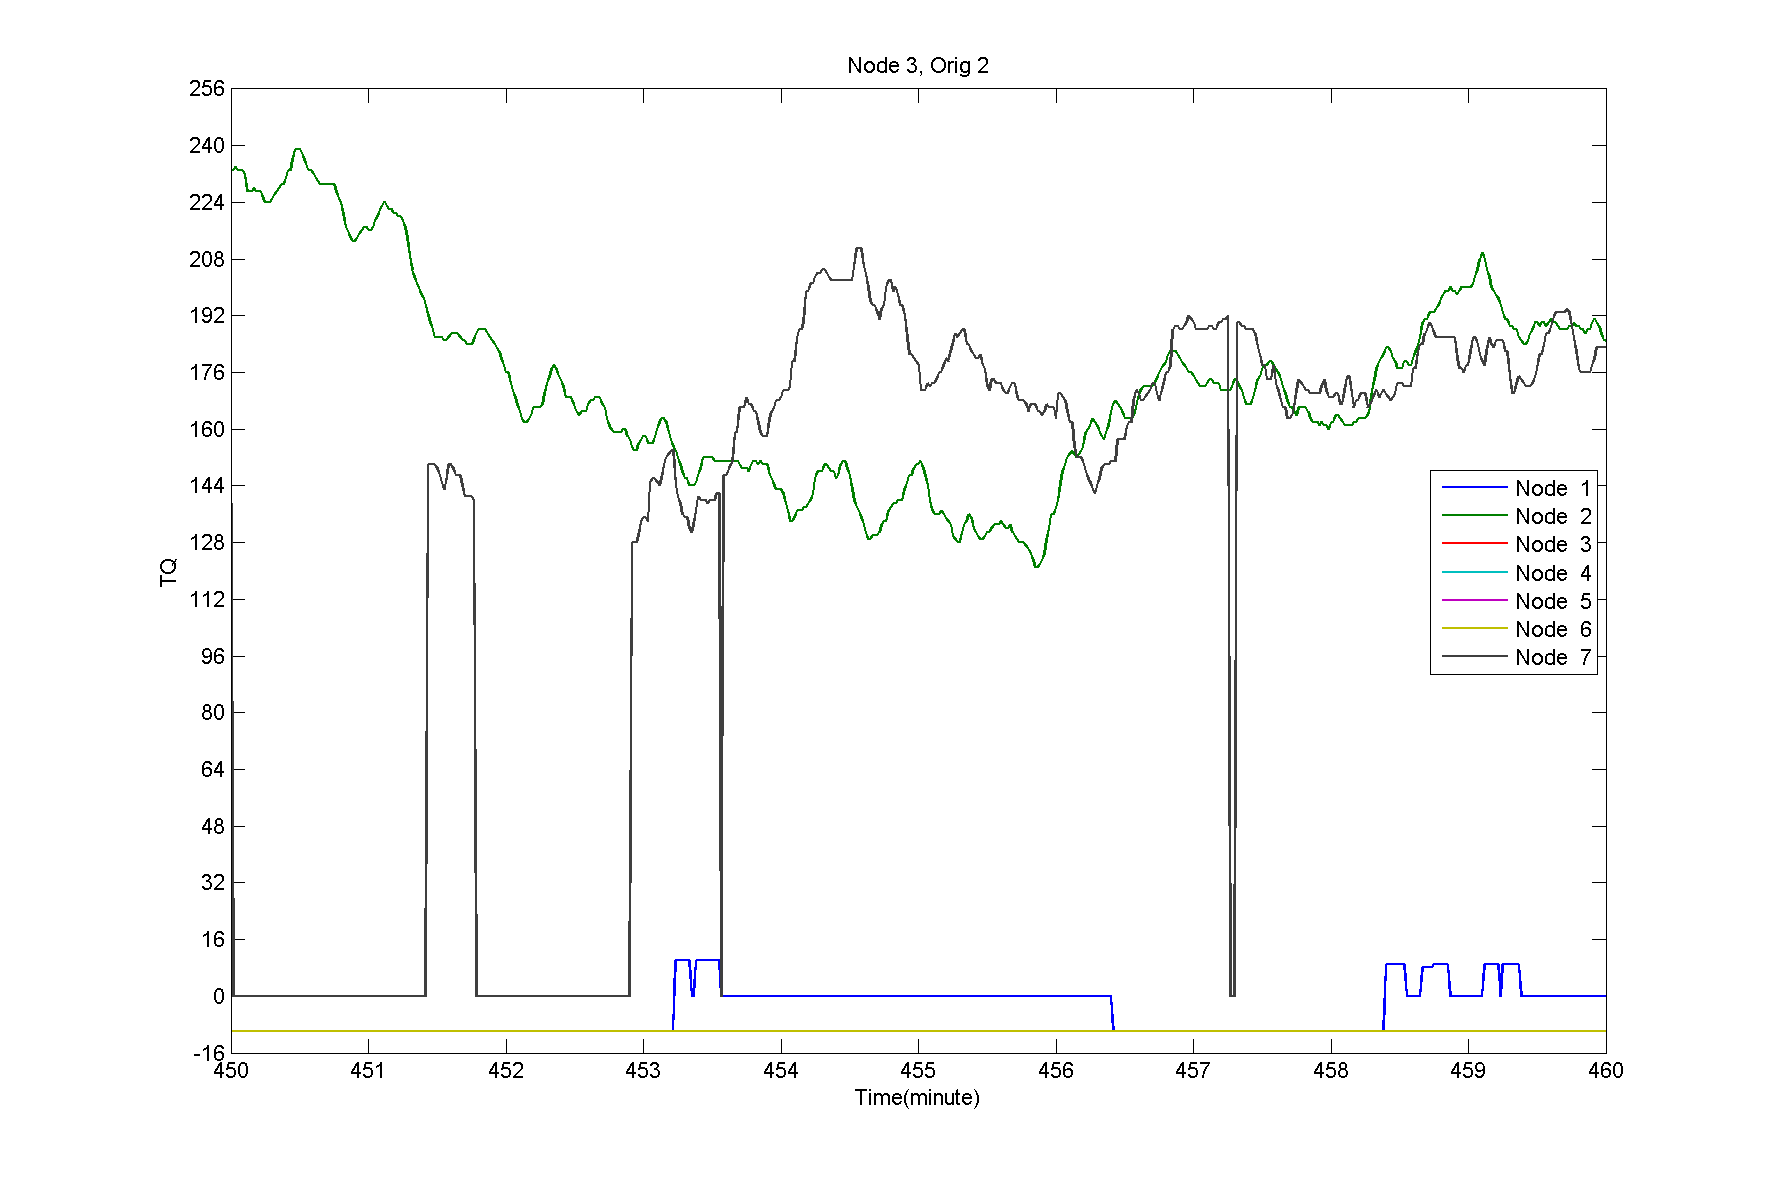 Node 3, Orig 2
256
240
224
208
192
176
160
144
128
112
96
80
64
48
32
16
0
-16
TQ
450 451 452 453 454 455 456 457 458 459 460
Time(minute)
Node 1
Node 2
Node 3
Node 4
Node 5
Node 6
Node 7